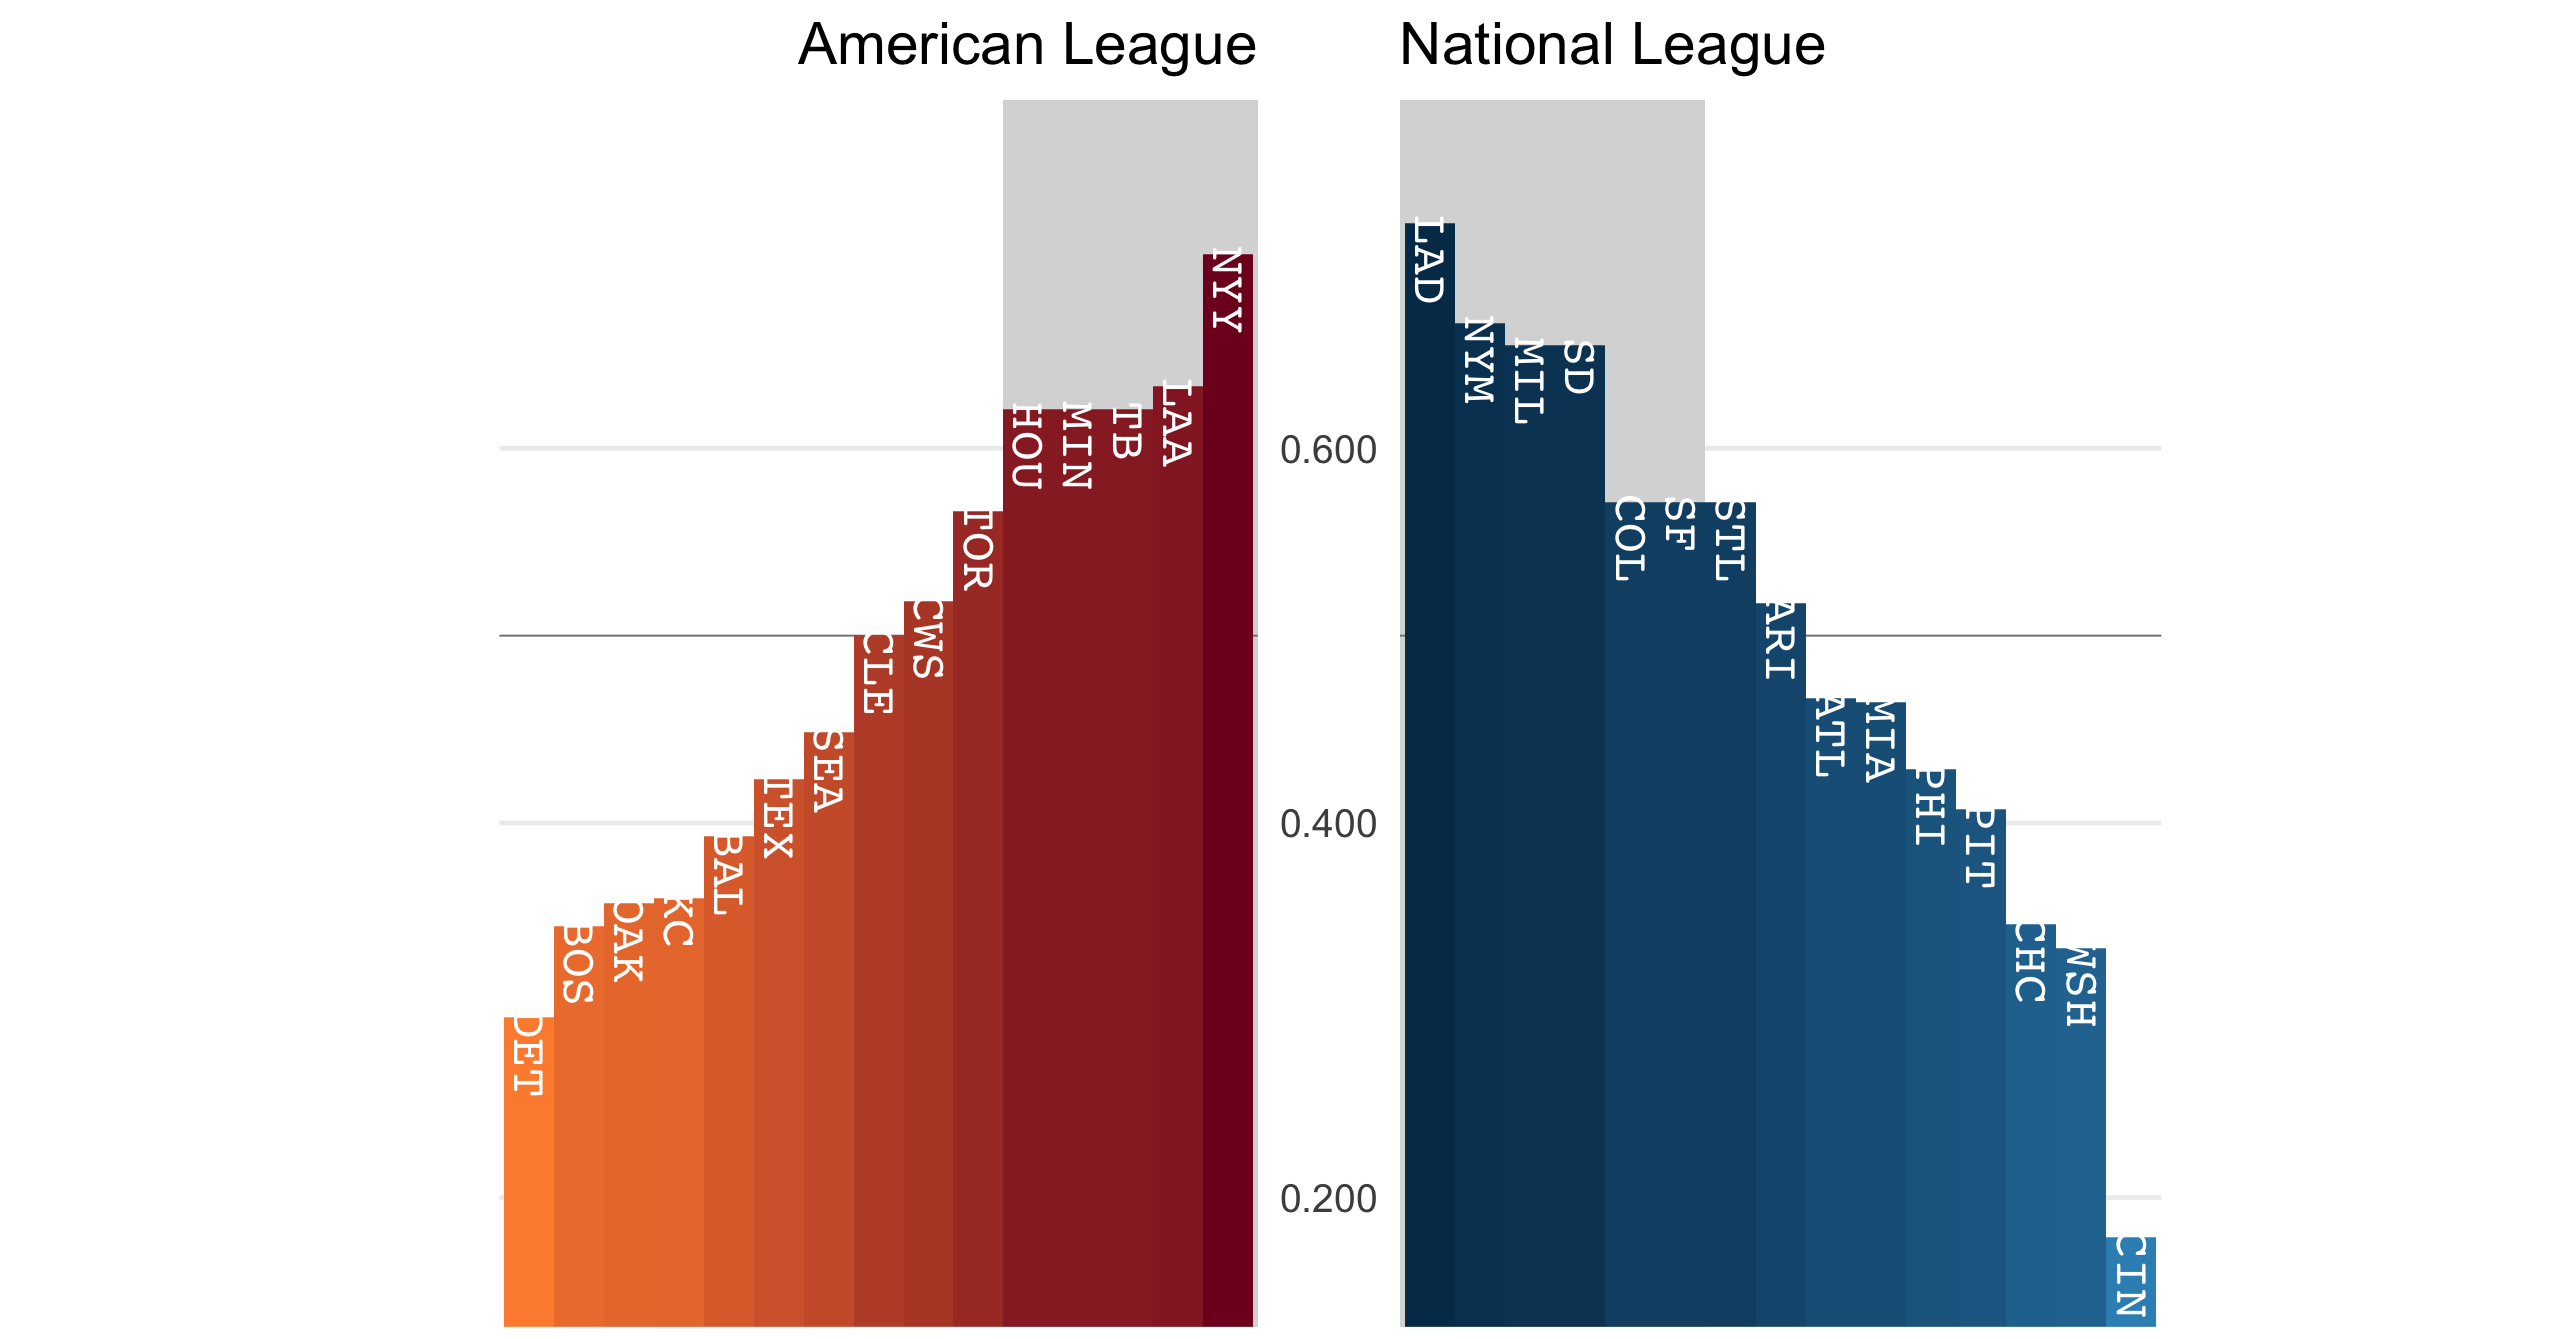 American League
National League
0.600
0.400
0.200
DET
BOS
OAK
KC
BAL
TEX
SEA
CLE
CWS
TOR
HOU
MIN
TB
LAA
NYY
LAD
NYM
MIL
SD
COL
SF
STL
ARI
ATL
MIA
PHI
PIT
CHC
WSH
CIN